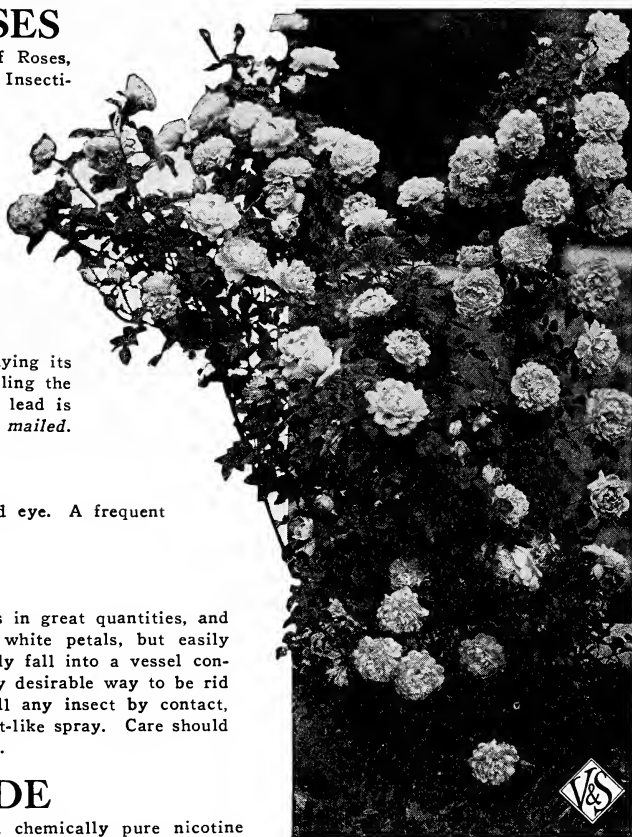 SES
f Roses,
Insecti-
ying its
ling the
lead is
mailed.
d eye. A frequent
s in great quantities, and
white petals, but easily
ly fall into a vessel con-
y desirable way to be rid
ll any insect by contact,
t-like spray. Care should
.
DE
chemically pure nicotine
V&S